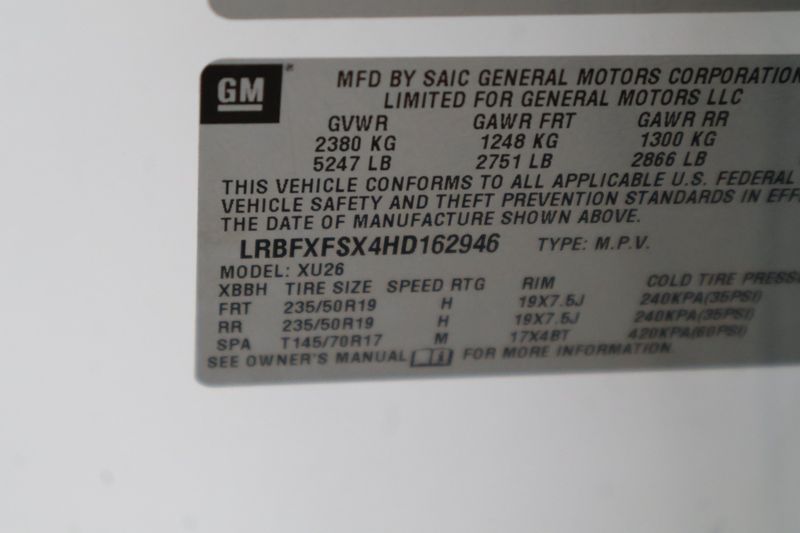 GM
MFD BY SAIC GENERAL MOTORS CORPORATION
LIMITED FOR GENERAL MOTORS LLC
GVWR GAWR FRT GAWR RR
2380 KG 1248 KG 1300 KG
5247 LB 2751 LB 2866 LB
THIS VEHICLE CONFORMS TO ALL APPLICABLE U.S. FEDERAL
VEHICLE SAFETY AND THEFT PREVENTION STANDARDS IN EFF
THE DATE OF MANUFACTURE SHOWN ABOVE.
LRBFXFSX4HD162946 TYPE: M.P.V.
MODEL: XU26
XBBH TIRE SIZE SPEED RTG RIM COLD TIRE PRESS
FRT 235/50R19 H 19X7.5J 240KPA(35PSI)
RR 235/50R19 H 19X7.5J 240KPA(35PSI)
SPA T145/70R17 M 17X4BT 420KPA(60PSI)
SEE OWNER'S MANUAL FOR MORE INFORMATION.